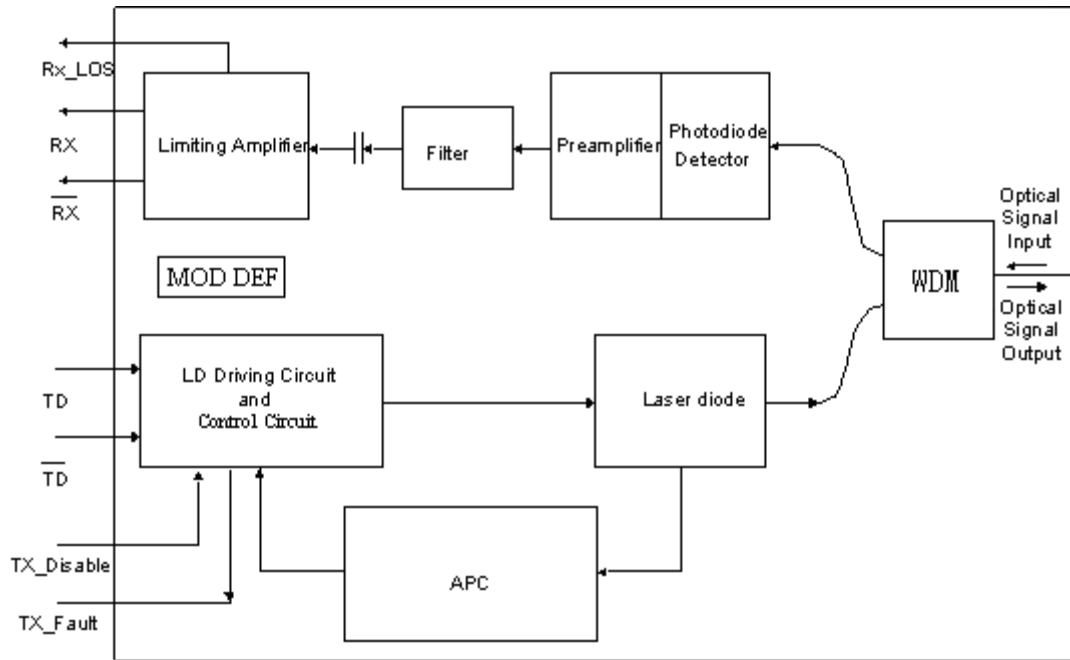 Rx_LOS
RX
RX
Limiting Amplifier
Filter
Preamplifier
Photodiode
Detector
Optical
Signal
Input
WDM
Optical
Signal
Output
MOD DEF
TD
TD
LD Driving Circuit
and
Control Circuit
Laser diode
TX_Disable
TX_Fault
APC